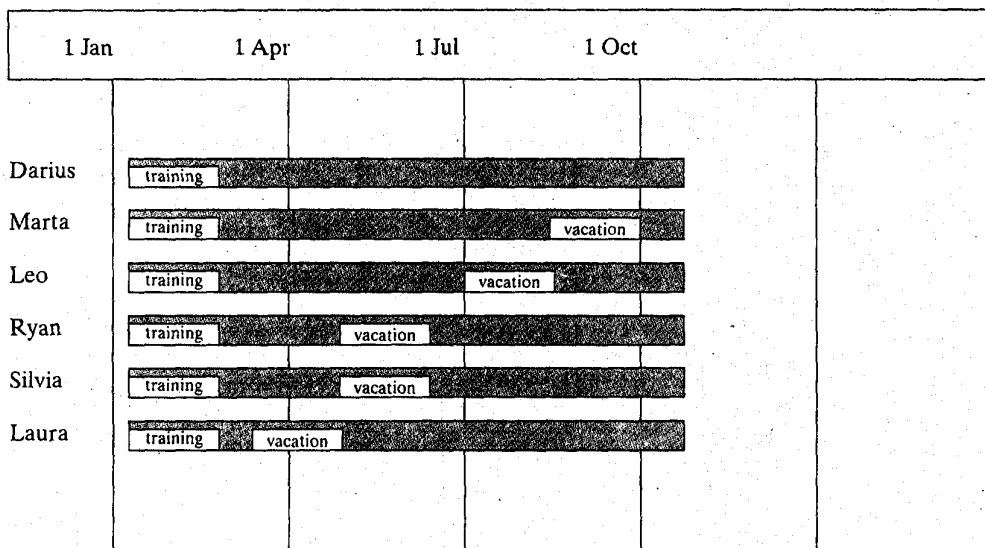 1 Jan 1 Apr 1 Jul 1 Oct
Darius training
Marta training vacation
Leo training vacation
Ryan training vacation
Silvia training vacation
Laura training vacation